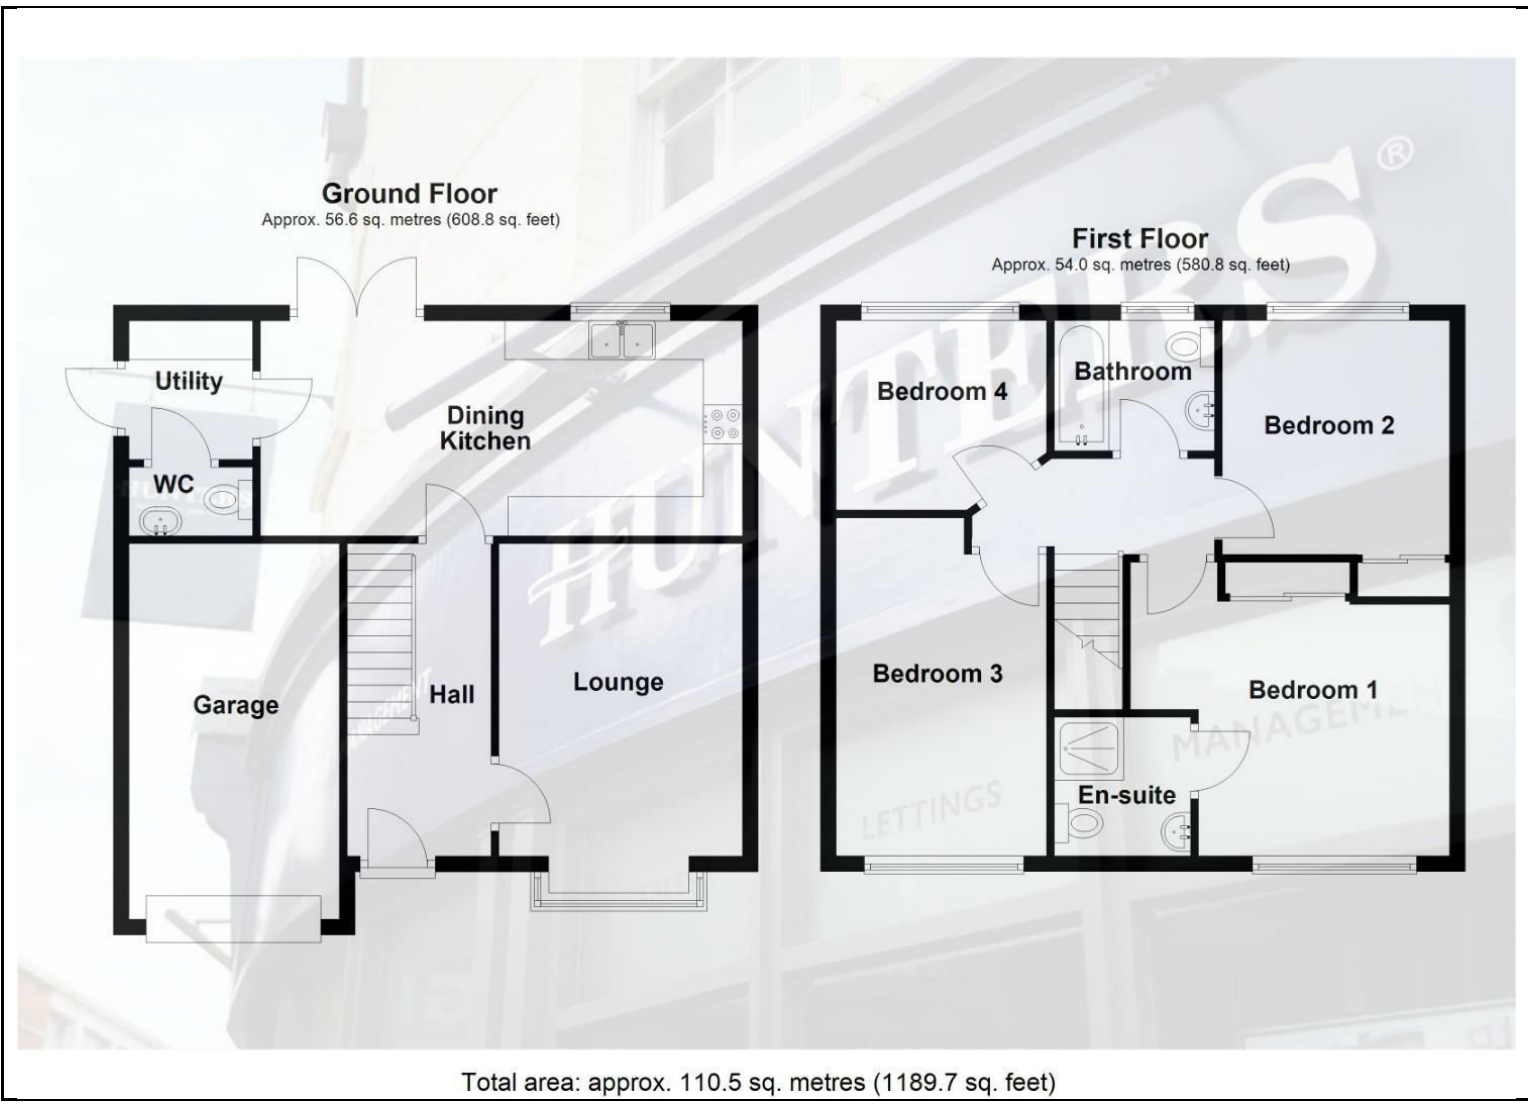 Ground Floor
Approx. 56.6 sq. metres (608.8 sq. feet)
First Floor
Approx. 54.0 sq. metres (580.8 sq. feet)
Utility
Dining
Kitchen
WC
Garage
Hall
Lounge
Bedroom 4
Bathroom
Bedroom 2
Bedroom 3
Bedroom 1
En-suite
HUNTERS®
HUNTERS
MANAGEMENT
LETTINGS
MANAGEMENT
Total area: approx. 110.5 sq. metres (1189.7 sq. feet)